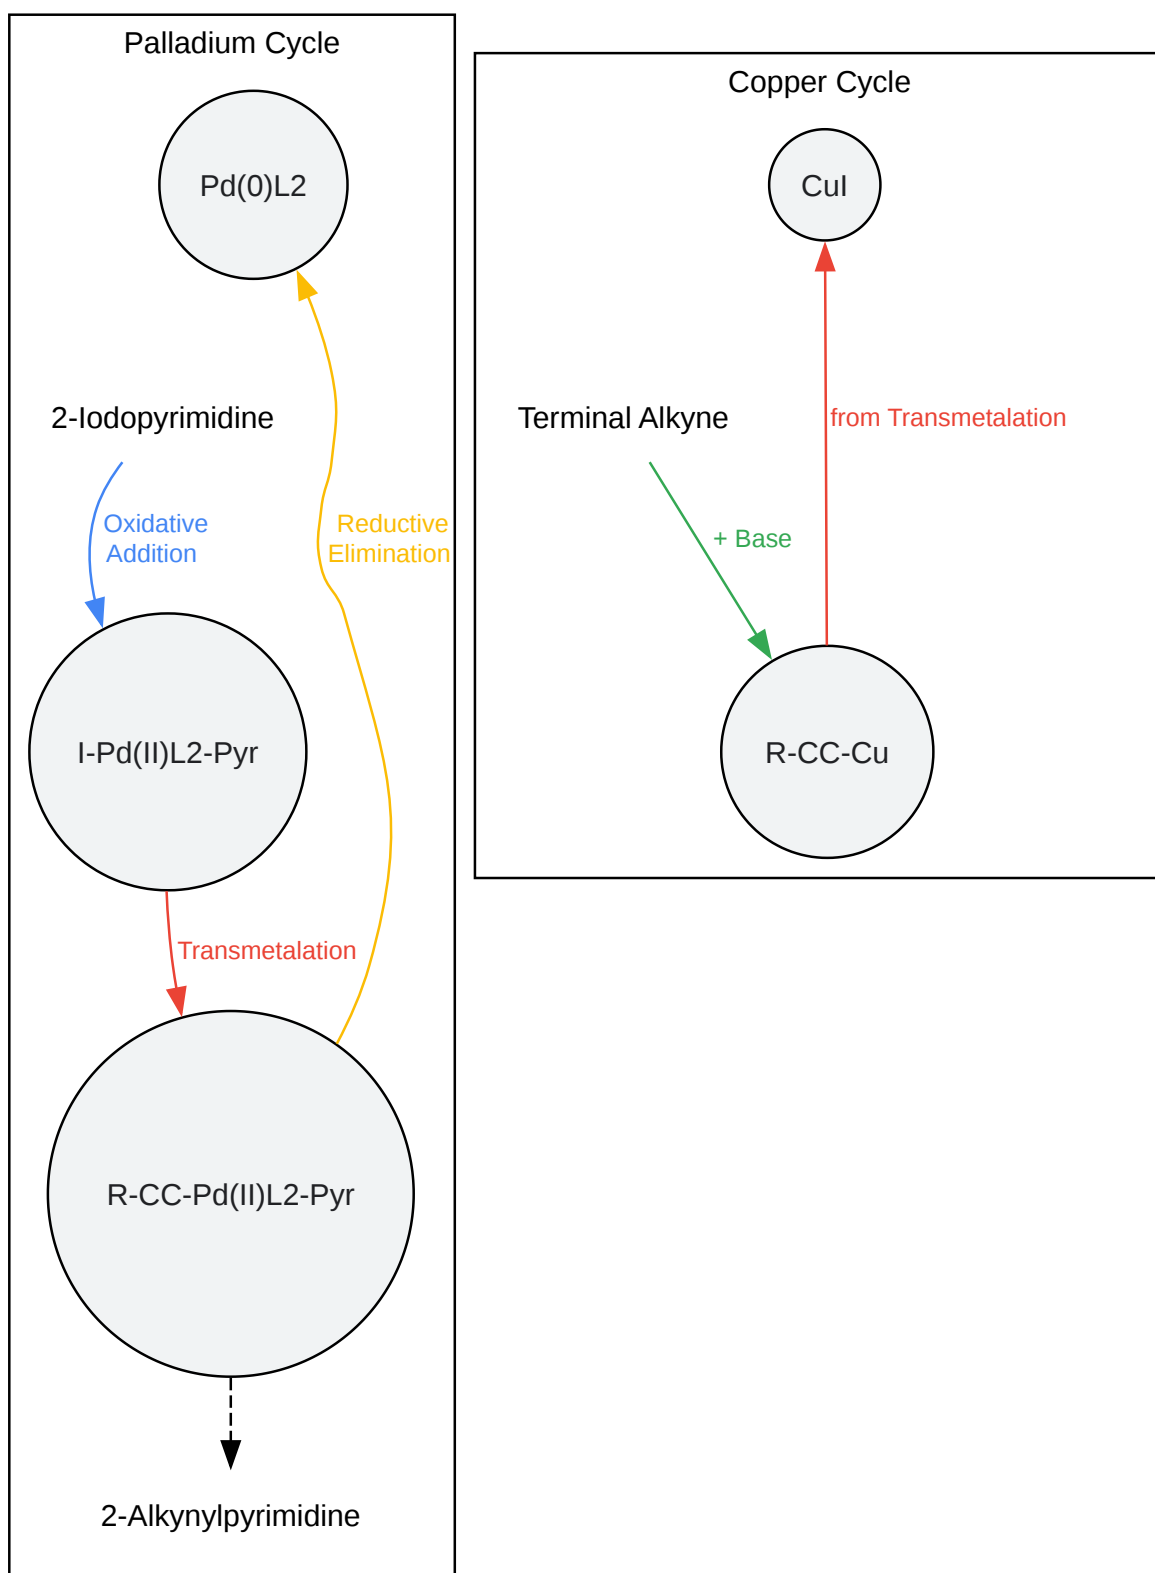 Palladium Cycle
Pd(0)L2
2-Iodopyrimidine
Oxidative
Addition
Reductive
Elimination
I-Pd(II)L2-Pyr
Transmetalation
R-CC-Pd(II)L2-Pyr
2-Alkynylpyrimidine
Copper Cycle
CuI
Terminal Alkyne
from Transmetalation
+ Base
R-CC-Cu